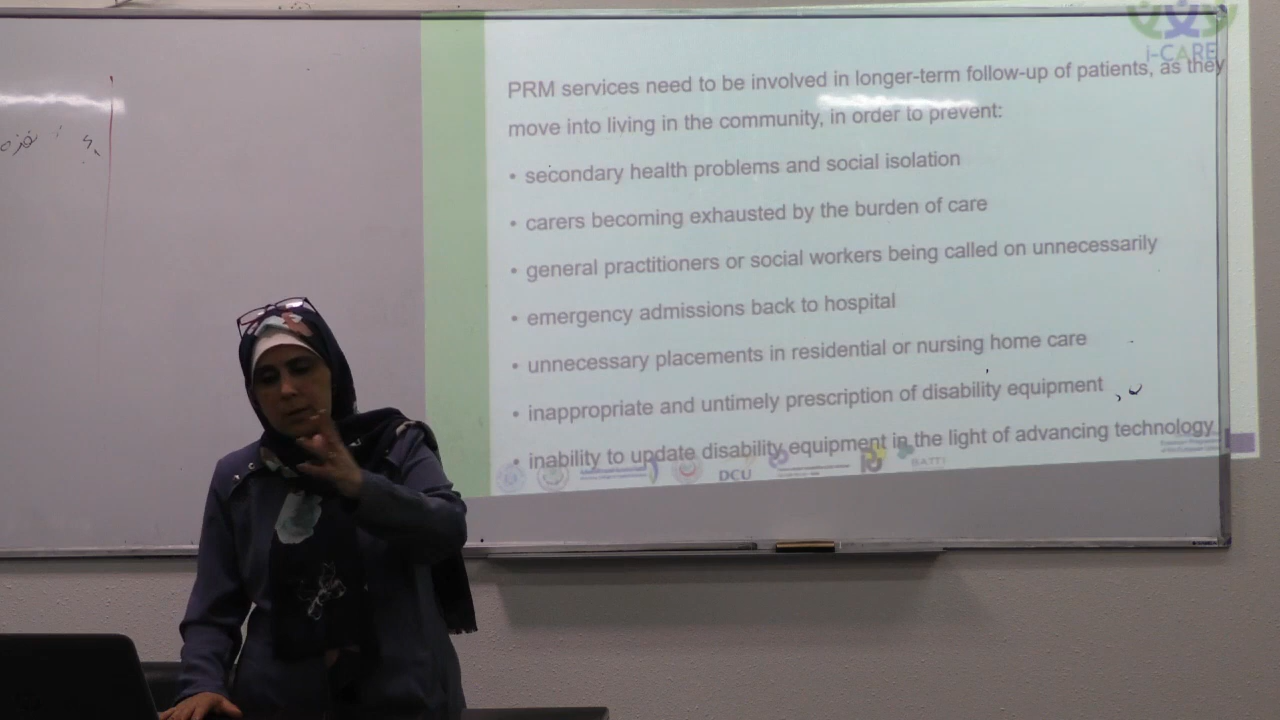 i-CARE
PRM services need to be involved in longer-term follow-up of patients, as they
move into living in the community, in order to prevent:
• secondary health problems and social isolation
• carers becoming exhausted by the burden of care
• general practitioners or social workers being called on unnecessarily
• emergency admissions back to hospital
• unnecessary placements in residential or nursing home care
• inappropriate and untimely prescription of disability equipment
• inability to update disability equipment in the light of advancing technology
DCU